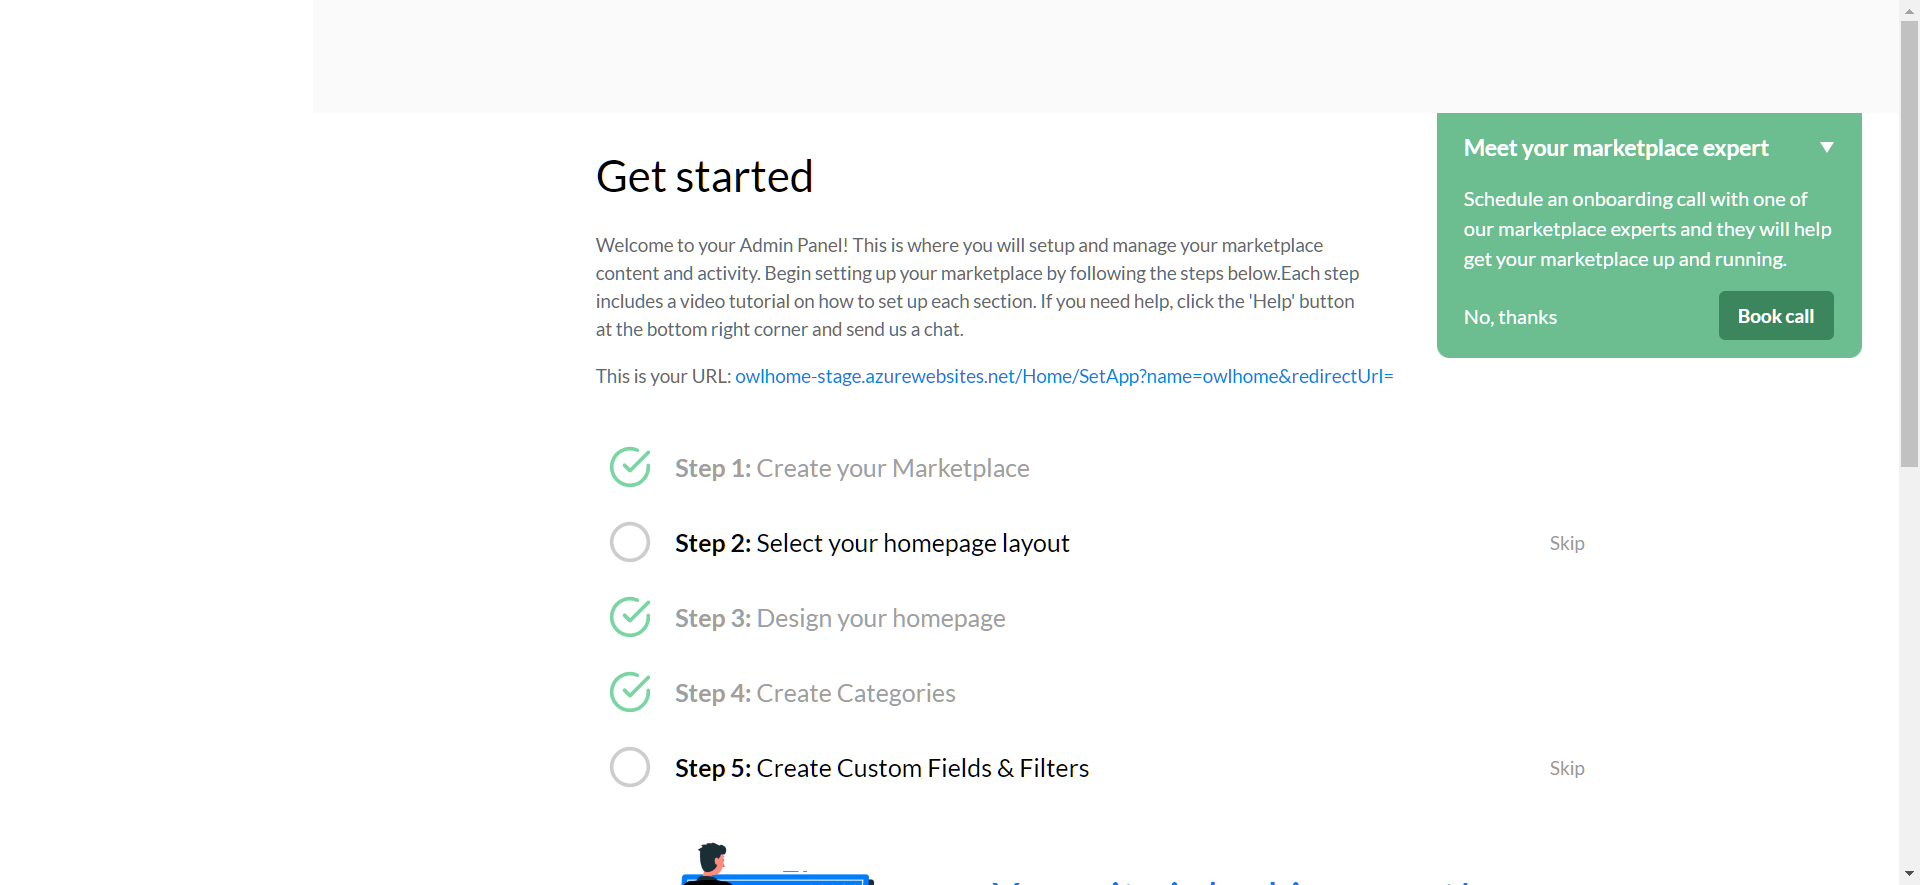 Get started
Welcome to your Admin Panel! This is where you will setup and manage your marketplace
content and activity. Begin setting up your marketplace by following the steps below.Each step
includes a video tutorial on how to set up each section. If you need help, click the 'Help' button
at the bottom right corner and send us a chat.
This is your URL: owlhome-stage.azurewebsites.net/Home/SetApp?name=owlhome&redirectUrl=
Meet your marketplace expert
Schedule an onboarding call with one of
our marketplace experts and they will help
get your marketplace up and running.
No, thanks
Book call
Step 1: Create your Marketplace
Step 2: Select your homepage layout
Skip
Step 3: Design your homepage
Step 4: Create Categories
Step 5: Create Custom Fields & Filters
Skip